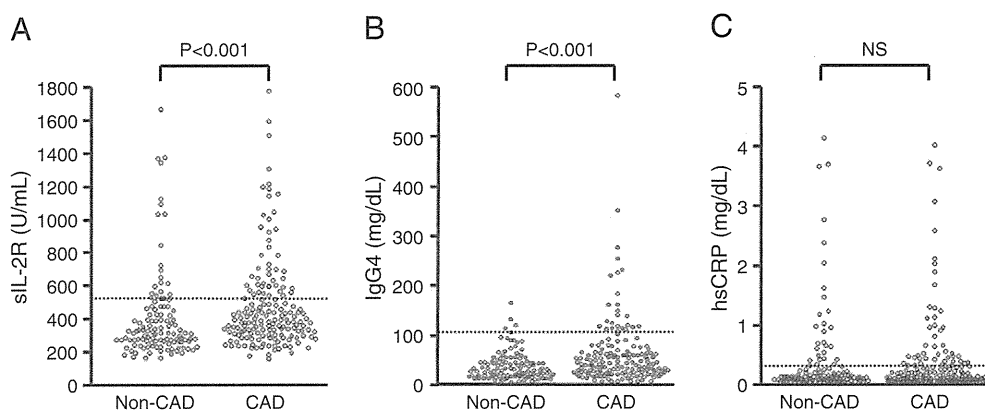 A
P<0.001
sIL-2R (U/mL)
1800
1600
1400
1200
1000
800
600
400
200
0
Non-CAD
CAD
B
P<0.001
IgG4 (mg/dL)
600
500
400
300
200
100
0
Non-CAD
CAD
C
NS
hsCRP (mg/dL)
5
4
3
2
1
0
Non-CAD
CAD